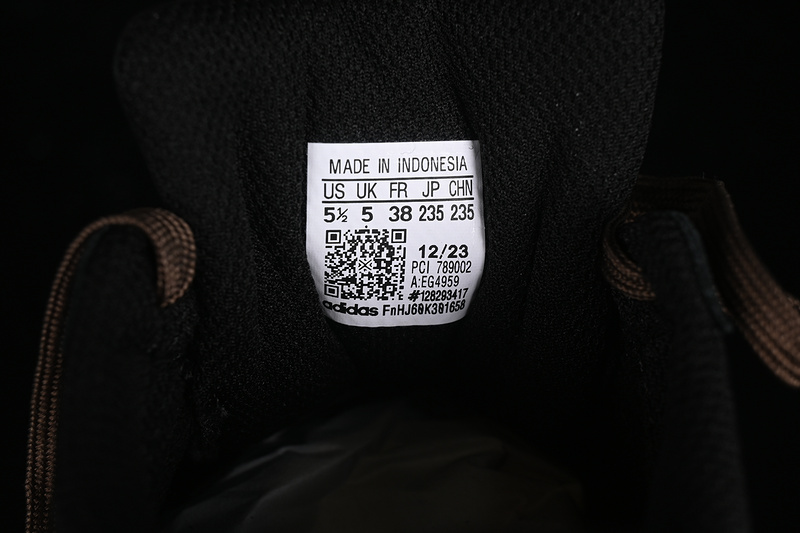 MADE IN INDONESIA
US UK FR JP CHN
5½ 5 38 235 235
12/23
PCI 789002
A:EG4959
#128293417
adidas FnHJ60K301658